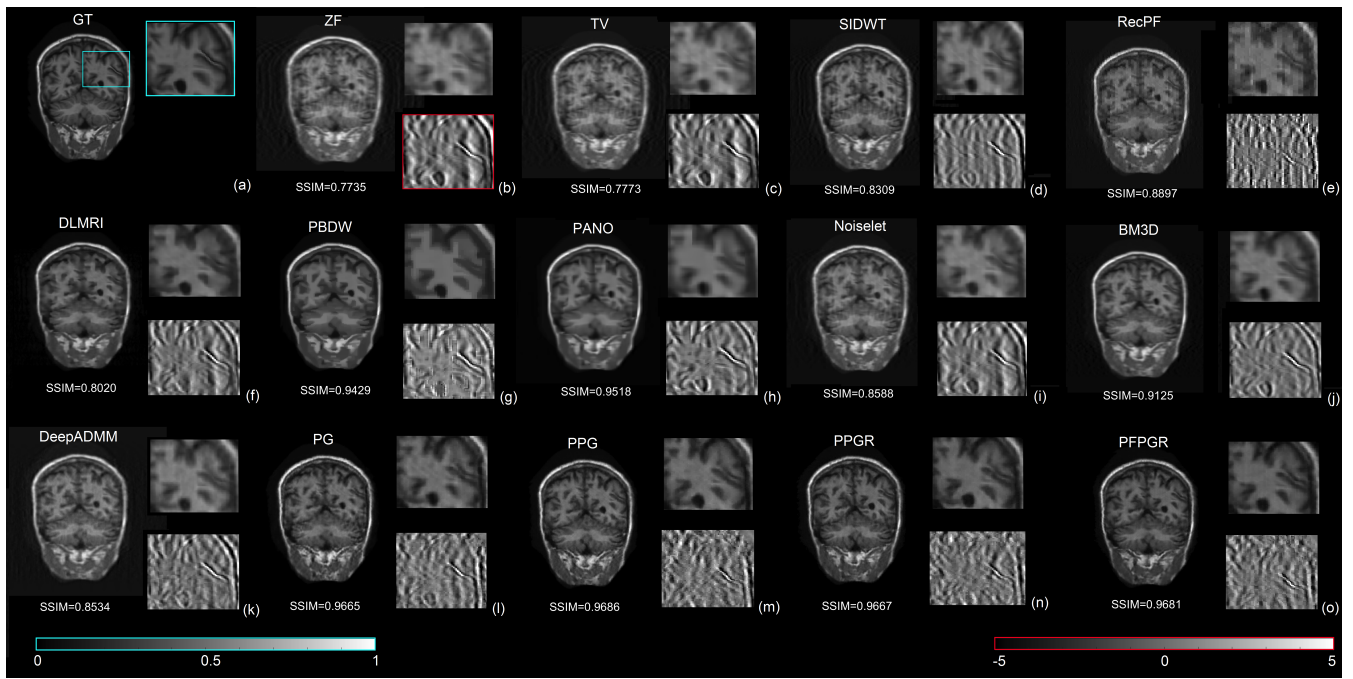 GT
ZF
TV
SIDWT
RecPF
(a)
SSIM=0.7735
(b)
SSIM=0.7773
(c)
SSIM=0.8309
(d)
SSIM=0.8897
(e)
DLMRI
PBDW
PANO
Noiselet
BM3D
SSIM=0.8020
(f)
SSIM=0.9429
(g)
SSIM=0.9518
(h)
SSIM=0.8588
(i)
SSIM=0.9125
(j)
DeepADMM
PG
PPG
PPGR
PFPGR
SSIM=0.8534
(k)
SSIM=0.9665
(l)
SSIM=0.9686
(m)
SSIM=0.9667
(n)
SSIM=0.9681
(o)
0
0.5
1
-5
0
5